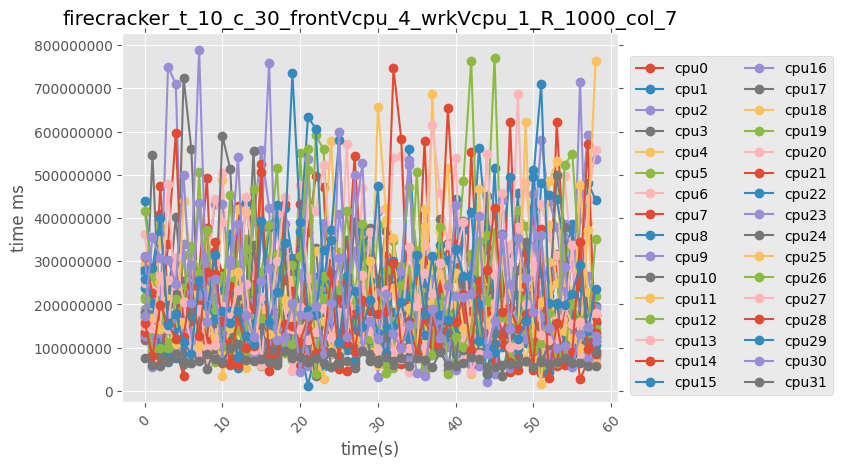 firecracker_t_10_c_30_frontVcpu_4_wrkVcpu_1_R_1000_col_7
800000000
700000000
600000000
500000000
400000000
300000000
200000000
100000000
0
time ms
0
10
20
30
40
50
60
time(s)
cpu0
cpu1
cpu2
cpu3
cpu4
cpu5
cpu6
cpu7
cpu8
cpu9
cpu10
cpu11
cpu12
cpu13
cpu14
cpu15
cpu16
cpu17
cpu18
cpu19
cpu20
cpu21
cpu22
cpu23
cpu24
cpu25
cpu26
cpu27
cpu28
cpu29
cpu30
cpu31